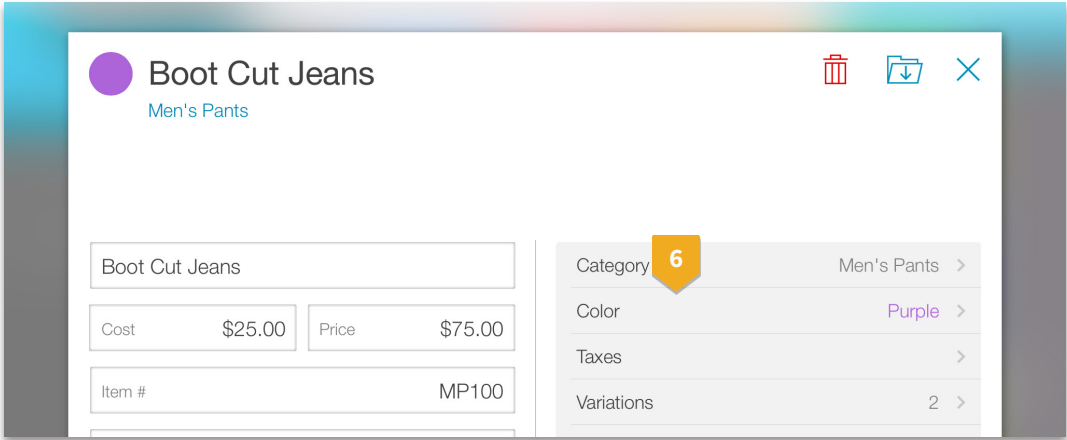 Boot Cut Jeans
Men's Pants
Boot Cut Jeans
Cost $25.00 Price $75.00
Item # MP100
6
Category Men's Pants
Color Purple
Taxes
Variations 2